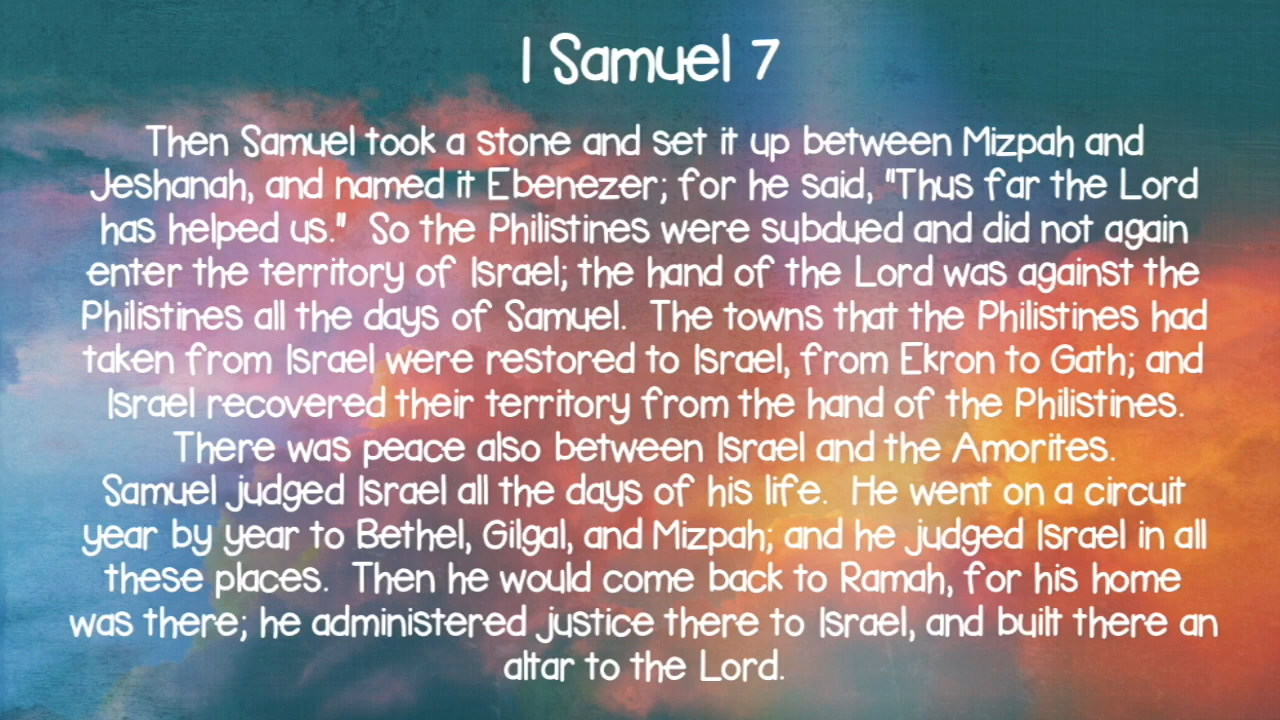 1 Samuel 7
Then Samuel took a stone and set it up between Mizpah and
Jeshanah, and named it Ebenezer; for he said, "Thus far the Lord
has helped us."  So the Philistines were subdued and did not again
enter the territory of Israel; the hand of the Lord was against the
Philistines all the days of Samuel.  The towns that the Philistines had
taken from Israel were restored to Israel, from Ekron to Gath; and
Israel recovered their territory from the hand of the Philistines.
There was peace also between Israel and the Amorites.
Samuel judged Israel all the days of his life.  He went on a circuit
year by year to Bethel, Gilgal, and Mizpah; and he judged Israel in all
these places.  Then he would come back to Ramah, for his home
was there; he administered justice there to Israel, and built there an
altar to the Lord.